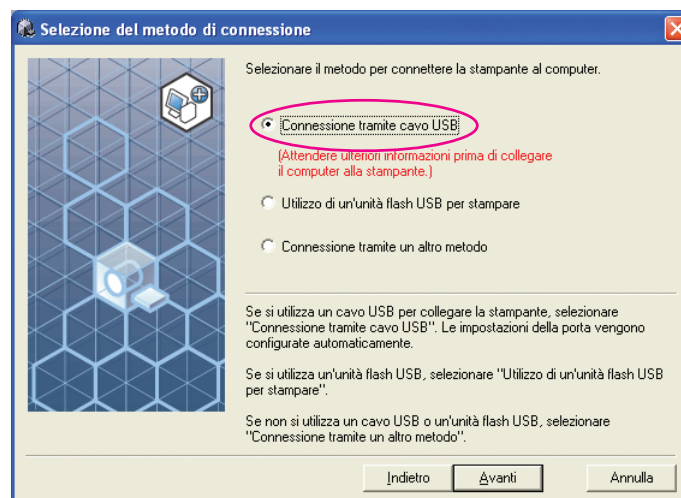 Selezione del metodo di connessione
Selezionare il metodo per connettere la stampante al computer.
Connessione tramite cavo USB
(Attendere ulteriori informazioni prima di collegare
il computer alla stampante.)
Utilizzo di un'unità flash USB per stampare
Connessione tramite un altro metodo
Se si utilizza un cavo USB per collegare la stampante, selezionare
"Connessione tramite cavo USB". Le impostazioni della porta vengono
configurate automaticamente.
Se si utilizza un'unità flash USB, selezionare "Utilizzo di un'unità flash USB
per stampare".
Se non si utilizza un cavo USB o un'unità flash USB, selezionare
"Connessione tramite un altro metodo".
Indietro
Avanti
Annulla